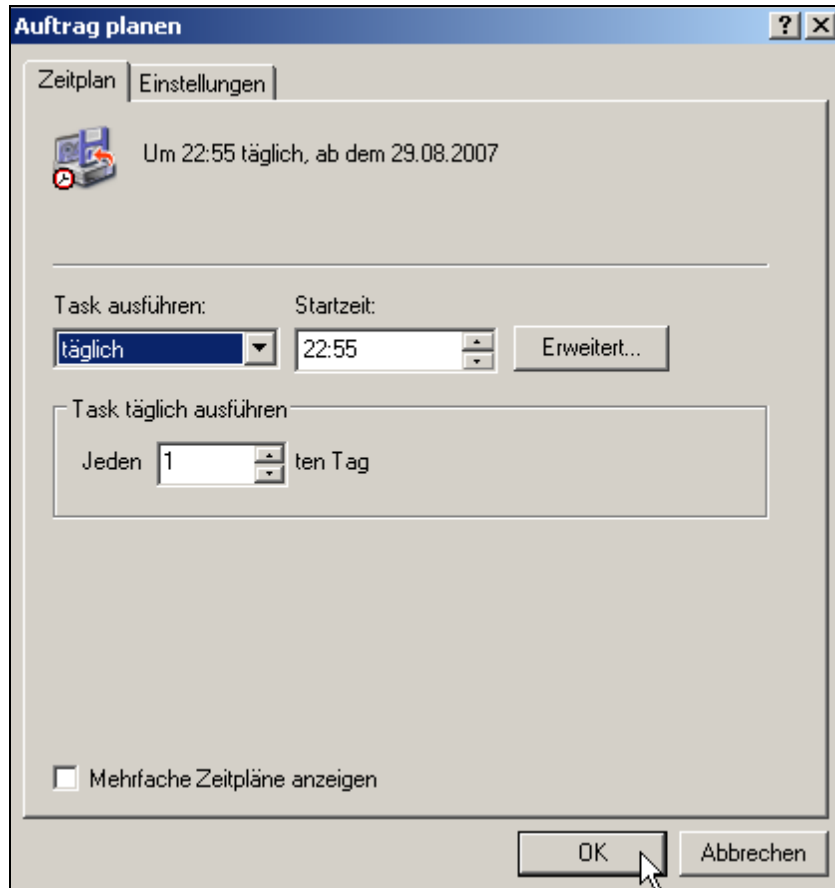 Auftrag planen
Zeitplan Einstellungen
Um 22:55 täglich, ab dem 29.08.2007
Task ausführen: Startzeit:
täglich 22:55 Erweitert...
Task täglich ausführen
Jeden 1 ten Tag
Mehrfache Zeitpläne anzeigen
OK Abbrechen